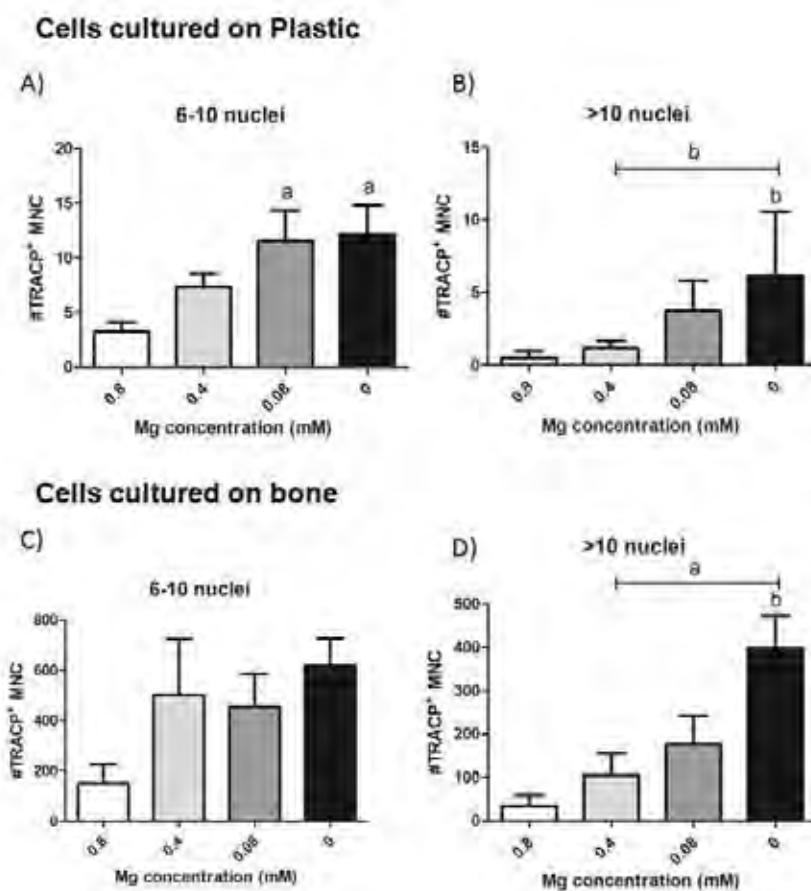 Cells cultured on Plastic
A)
6-10 nuclei
#TRACP⁺ MNC
20
15
10
5
0
a
a
0.8
0.4
0.08
0
Mg concentration (mM)
B)
>10 nuclei
#TRACP⁺ MNC
15
10
5
0
b
b
0.8
0.4
0.08
0
Mg concentration (mM)
Cells cultured on bone
C)
6-10 nuclei
#TRACP⁺ MNC
800
600
400
200
0
0.8
0.4
0.08
0
Mg concentration (mM)
D)
>10 nuclei
#TRACP⁺ MNC
500
400
300
200
100
0
a
b
0.8
0.4
0.08
0
Mg concentration (mM)